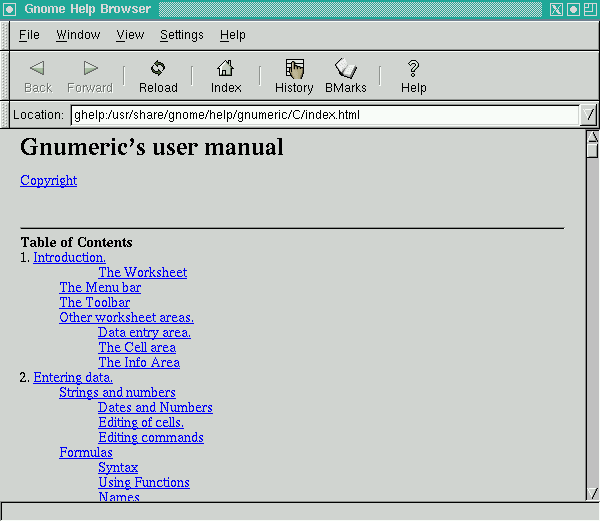 Gnome Help Browser
File Window View Settings Help
Back Forward Reload Index History BMarks Help
Location: ghelp:/usr/share/gnome/help/gnumeric/C/index.html
Gnumeric's user manual
Copyright
Table of Contents
1. Introduction.
The Worksheet
The Menu bar
The Toolbar
Other worksheet areas.
Data entry area.
The Cell area
The Info Area
2. Entering data.
Strings and numbers
Dates and Numbers
Editing of cells.
Editing commands
Formulas
Syntax
Using Functions
Names